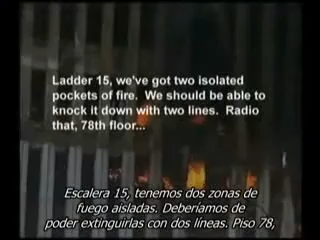 Ladder 15, we've got two isolated
pockets of fire.  We should be able to
knock it down with two lines.  Radio
that, 78th floor...
Escalera 15, tenemos dos zonas de
fuego aisladas. Deberíamos de
poder extinguirlas con dos líneas. Piso 78,